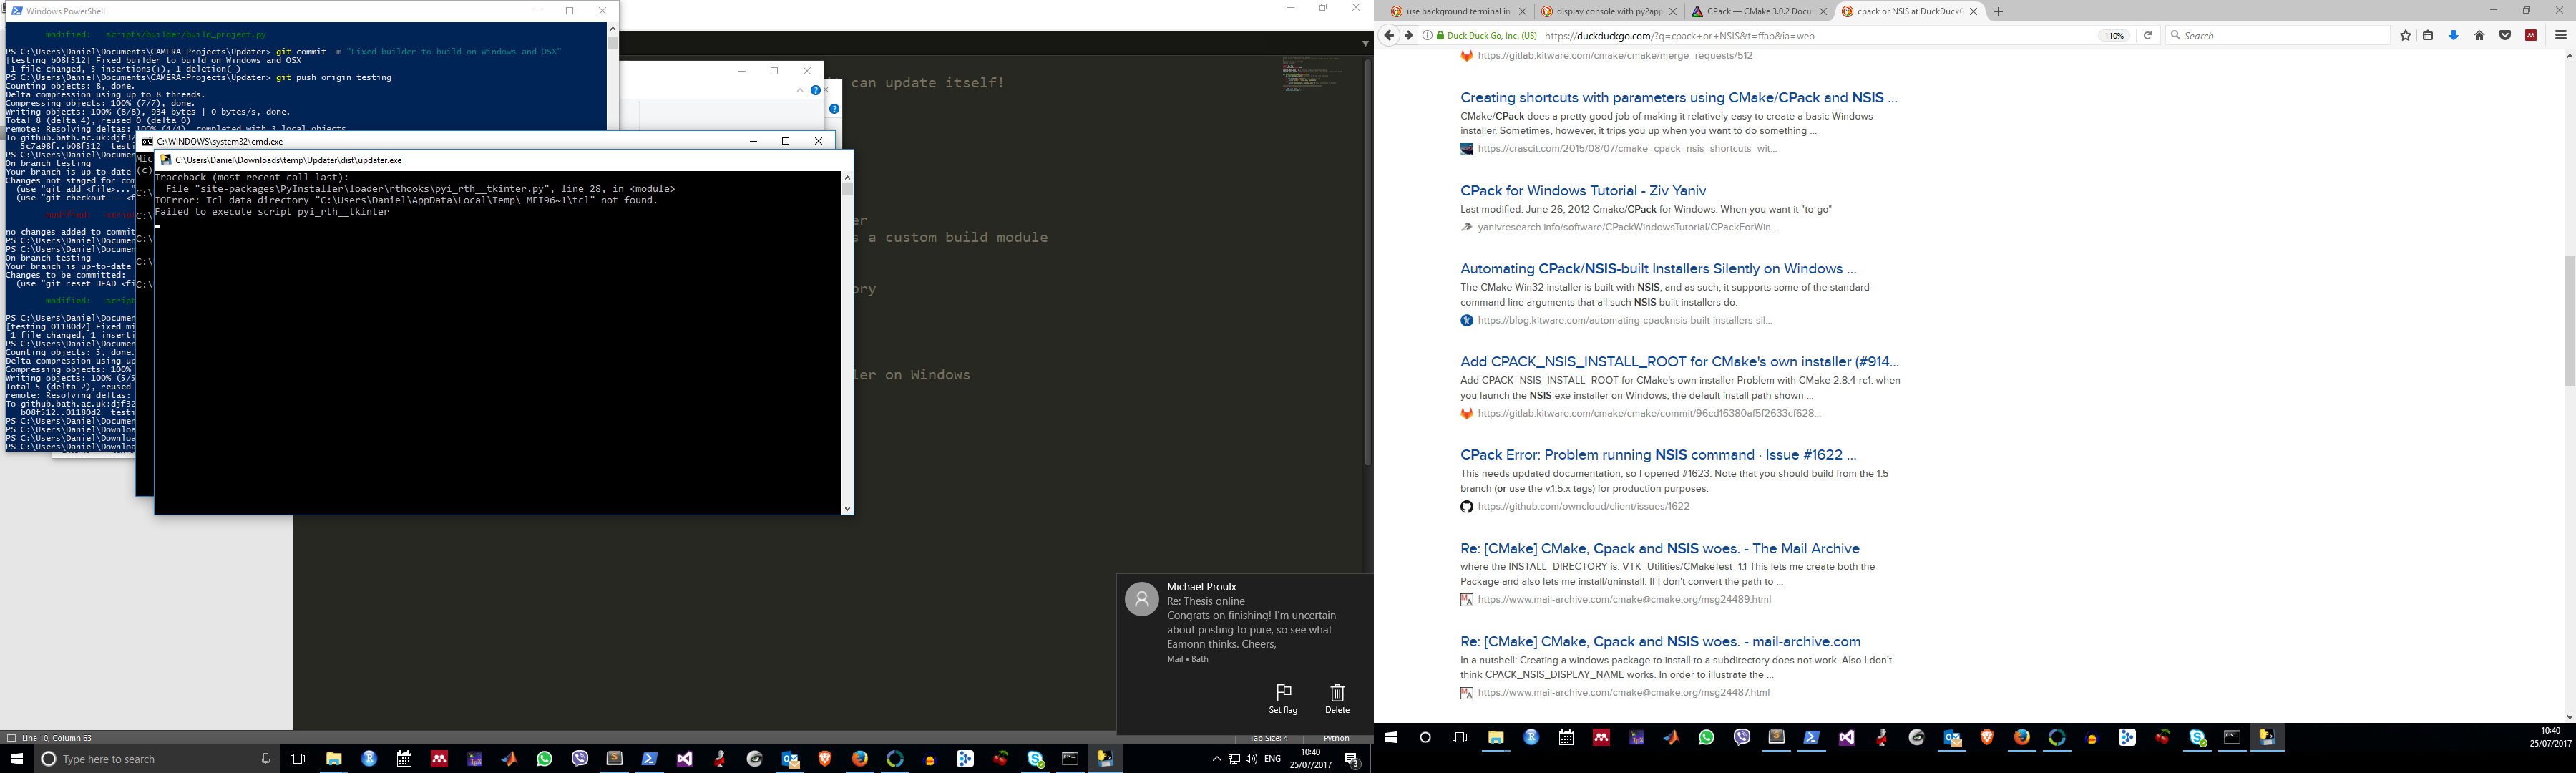 Windows PowerShell
modified:   scripts/builder/build_project.py
PS C:\Users\Daniel\Documents\CAMERA-Projects\Updater> git commit -m "Fixed builder to build on Windows and OSX"
[testing b08f512] Fixed builder to build on Windows and OSX
1 file changed, 5 insertions(+), 1 deletion(-)
PS C:\Users\Daniel\Documents\CAMERA-Projects\Updater> git push origin testing
Counting objects: 8, done.
Delta compression using up to 8 threads.
Compressing objects: 100% (7/7), done.
Writing objects: 100% (8/8), 934 bytes | 0 bytes/s, done.
Total 8 (delta 4), reused 0 (delta 0)
remote: Resolving deltas: 100% (4/4), completed with 3 local objects.
To github.bath.ac.uk:djf32
5c7a98f..b08f512  testi
PS C:\Users\Daniel\Documen
On branch testing
Your branch is up-to-date
Changes not staged for com
(use "git add <file>..."
(use "git checkout -- <f
modified:   scrip
no changes added to commit
PS C:\Users\Daniel\Documen
PS C:\Users\Daniel\Documen
On branch testing
Your branch is up-to-date
Changes to be committed:
(use "git reset HEAD <fi
modified:   script
PS C:\Users\Daniel\Documen
[testing 01180d2] Fixed mi
1 file changed, 1 inserti
PS C:\Users\Daniel\Documen
Counting objects: 5, done.
Delta compression using up
Compressing objects: 100%
Writing objects: 100% (5/5
Total 5 (delta 2), reused
remote: Resolving deltas:
To github.bath.ac.uk:djf32
b08f512..01180d2  testi
PS C:\Users\Daniel\Documen
PS C:\Users\Daniel\Downloa
PS C:\Users\Daniel\Downloa
PS C:\Users\Daniel\Downloa
C:\WINDOWS\system32\cmd.exe
Mic
(c)
C:\
C:\
C:\
C:\
C:\
C:\Users\Daniel\Downloads\temp\Updater\dist\updater.exe
Traceback (most recent call last):
File "site-packages\PyInstaller\loader\rthooks\pyi_rth__tkinter.py", line 28, in <module>
IOError: Tcl data directory "C:\Users\Daniel\AppData\Local\Temp\_MEI96~1\tcl" not found.
Failed to execute script pyi_rth__tkinter
can update itself!
er
s a custom build module
ory
ler on Windows
Michael Proulx
Re: Thesis online
Congrats on finishing! I'm uncertain
about posting to pure, so see what
Eamonn thinks. Cheers,
Mail • Bath
Set flag
Delete
Line 10, Column 63
Tab Size: 4
Python
Type here to search
ENG
10:40
25/07/2017
3
use background terminal in
display console with py2app
CPack — CMake 3.0.2 Docu
cpack or NSIS at DuckDuckG
Duck Duck Go, Inc. (US)
https://duckduckgo.com/?q=cpack+or+NSIS&t=ffab&ia=web
110%
Search
https://gitlab.kitware.com/cmake/cmake/merge_requests/512
Creating shortcuts with parameters using CMake/CPack and NSIS ...
CMake/CPack does a pretty good job of making it relatively easy to create a basic Windows
installer. Sometimes, however, it trips you up when you want to do something ...
https://crascit.com/2015/08/07/cmake_cpack_nsis_shortcuts_wit...
CPack for Windows Tutorial - Ziv Yaniv
Last modified: June 26, 2012 Cmake/CPack for Windows: When you want it "to-go"
yanivresearch.info/software/CPackWindowsTutorial/CPackForWin...
Automating CPack/NSIS-built Installers Silently on Windows ...
The CMake Win32 installer is built with NSIS, and as such, it supports some of the standard
command line arguments that all such NSIS built installers do.
https://blog.kitware.com/automating-cpacknsis-built-installers-sil...
Add CPACK_NSIS_INSTALL_ROOT for CMake's own installer (#914...
Add CPACK_NSIS_INSTALL_ROOT for CMake's own installer Problem with CMake 2.8.4-rc1: when
you launch the NSIS exe installer on Windows, the default install path shown ...
https://gitlab.kitware.com/cmake/cmake/commit/96cd16380af5f2633cf628...
CPack Error: Problem running NSIS command · Issue #1622 ...
This needs updated documentation, so I opened #1623. Note that you should build from the 1.5
branch (or use the v.1.5.x tags) for production purposes.
https://github.com/owncloud/client/issues/1622
Re: [CMake] CMake, Cpack and NSIS woes. - The Mail Archive
where the INSTALL_DIRECTORY is: VTK_Utilities/CMakeTest_1.1 This lets me create both the
Package and also lets me install/uninstall. If I don't convert the path to ...
https://www.mail-archive.com/cmake@cmake.org/msg24489.html
Re: [CMake] CMake, Cpack and NSIS woes. - mail-archive.com
In a nutshell: Creating a windows package to install to a subdirectory does not work. Also I don't
think CPACK_NSIS_DISPLAY_NAME works. In order to illustrate the ...
https://www.mail-archive.com/cmake@cmake.org/msg24487.html
10:40
25/07/2017